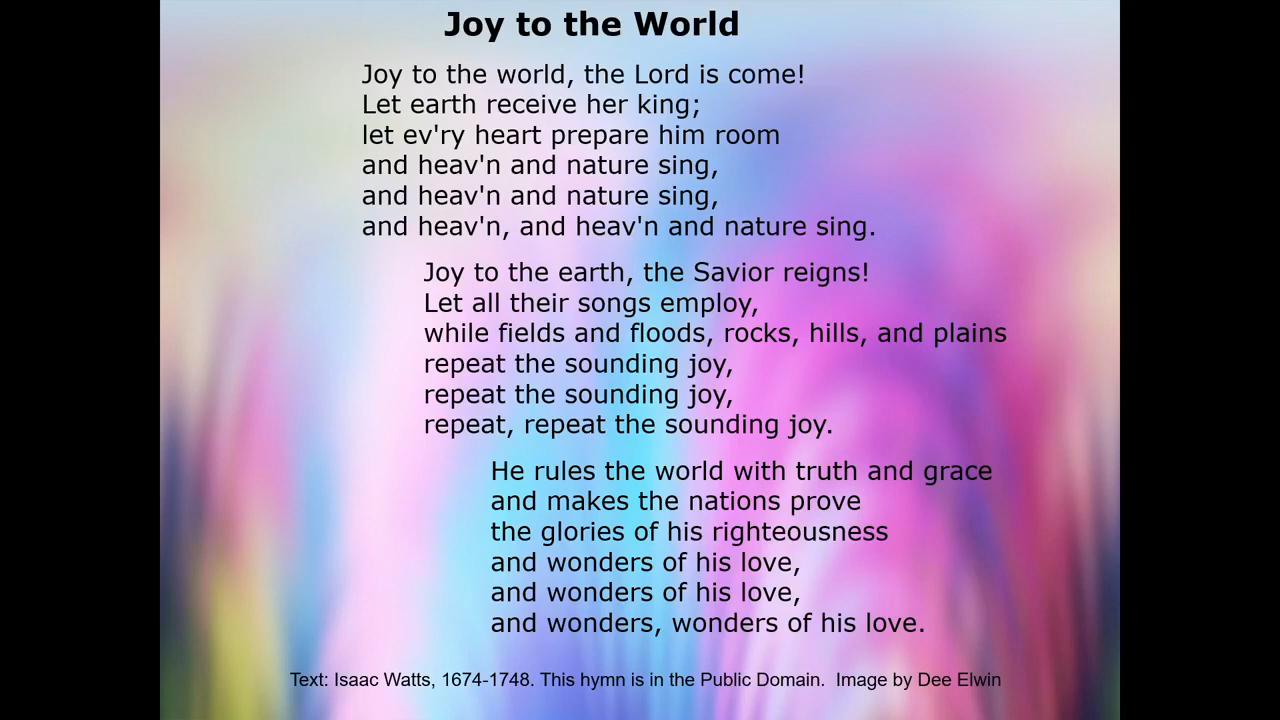 Joy to the World
Joy to the world, the Lord is come!
Let earth receive her king;
let ev'ry heart prepare him room
and heav'n and nature sing,
and heav'n and nature sing,
and heav'n, and heav'n and nature sing.
Joy to the earth, the Savior reigns!
Let all their songs employ,
while fields and floods, rocks, hills, and plains
repeat the sounding joy,
repeat the sounding joy,
repeat, repeat the sounding joy.
He rules the world with truth and grace
and makes the nations prove
the glories of his righteousness
and wonders of his love,
and wonders of his love,
and wonders, wonders of his love.
Text: Isaac Watts, 1674-1748. This hymn is in the Public Domain.  Image by Dee Elwin